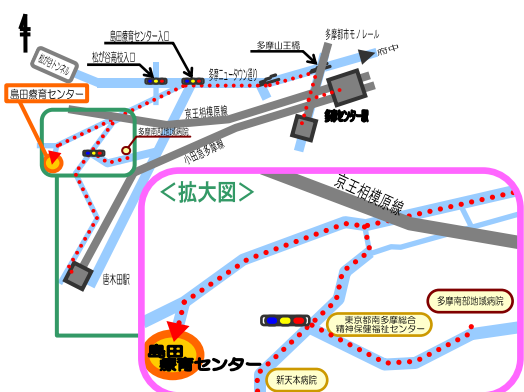 多摩都市モノレール
島田療育センター入口
多摩山王橋
府中
松が谷高校入口
松が谷トンネル
多摩ニュータウン通り
島田療育センター
京王相模原線
多摩センター駅
多摩南部地域病院
小田急多摩線
唐木田駅
＜拡大図＞
京王相模原線
多摩南部地域病院
東京都南多摩総合
精神保健福祉センター
島田
療育センター
新天本病院